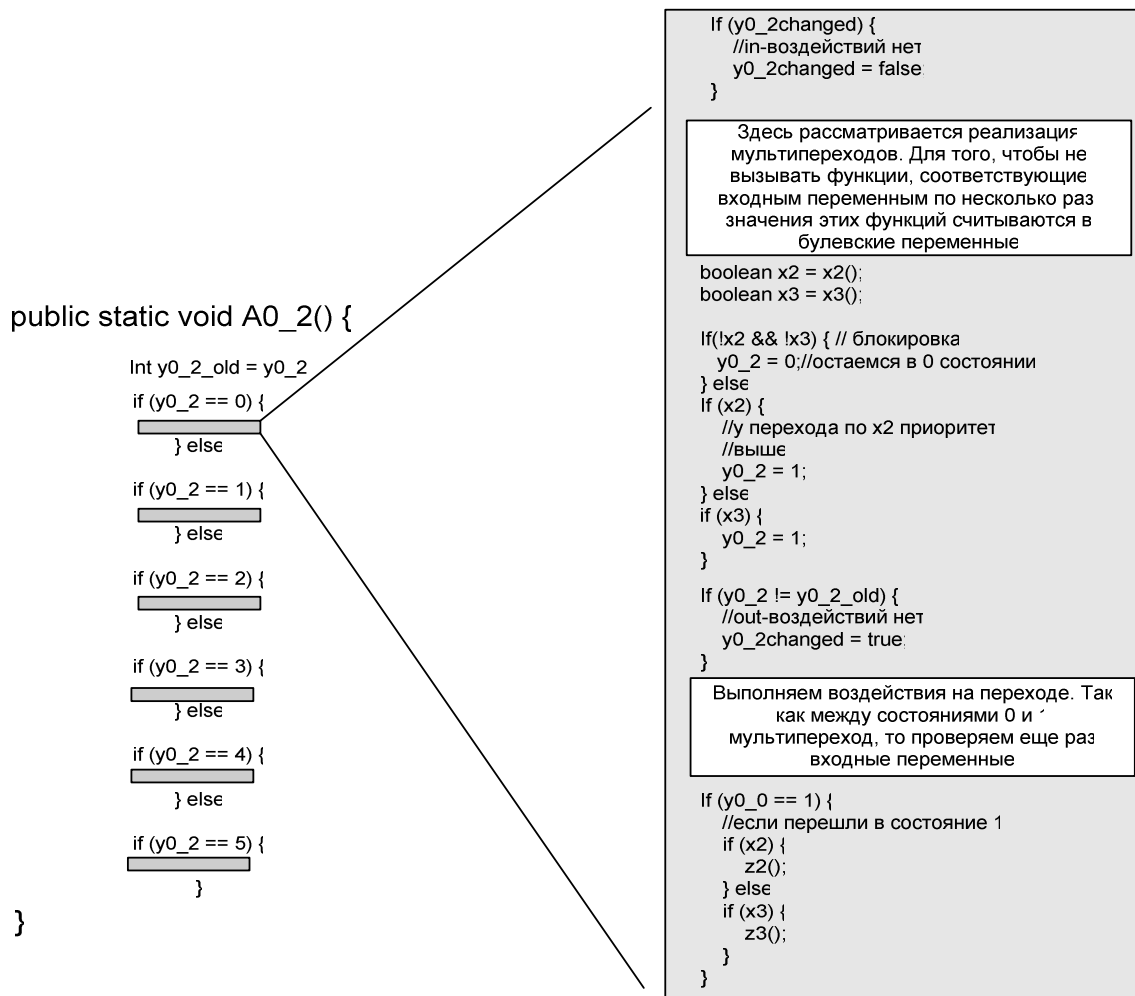 public static void A0_2() {
Int y0_2_old = y0_2
if (y0_2 == 0) {
} else
if (y0_2 == 1) {
} else
if (y0_2 == 2) {
} else
if (y0_2 == 3) {
} else
if (y0_2 == 4) {
} else
if (y0_2 == 5) {
}
}
If (y0_2changed) {
//in-воздействий нет
y0_2changed = false;
}
Здесь рассматривается реализация
мультипереходов. Для того, чтобы не
вызывать функции, соответствующие
входным переменным по несколько раз
значения этих функций считываются в
булевские переменные
boolean x2 = x2();
boolean x3 = x3();
If(!x2 && !x3) { // блокировка
y0_2 = 0;//остаемся в 0 состоянии
} else
If (x2) {
//у перехода по x2 приоритет
//выше
y0_2 = 1;
} else
if (x3) {
y0_2 = 1;
}
If (y0_2 != y0_2_old) {
//out-воздействий нет
y0_2changed = true;
}
Выполняем воздействия на переходе. Так
как между состояниями 0 и
мультипереход, то проверяем еще раз
входные переменные
If (y0_0 == 1) {
//если перешли в состояние 1
if (x2) {
z2();
} else
if (x3) {
z3();
}
}